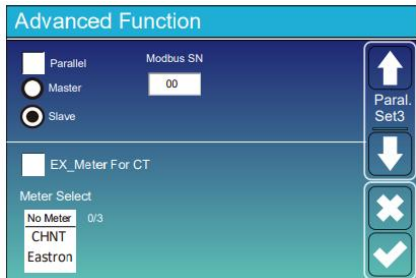 Advanced Function
Parallel
Modbus SN
Master
00
Slave
Paral.
Set3
EX_Meter For CT
Meter Select
No Meter 0/3
CHNT
Eastron